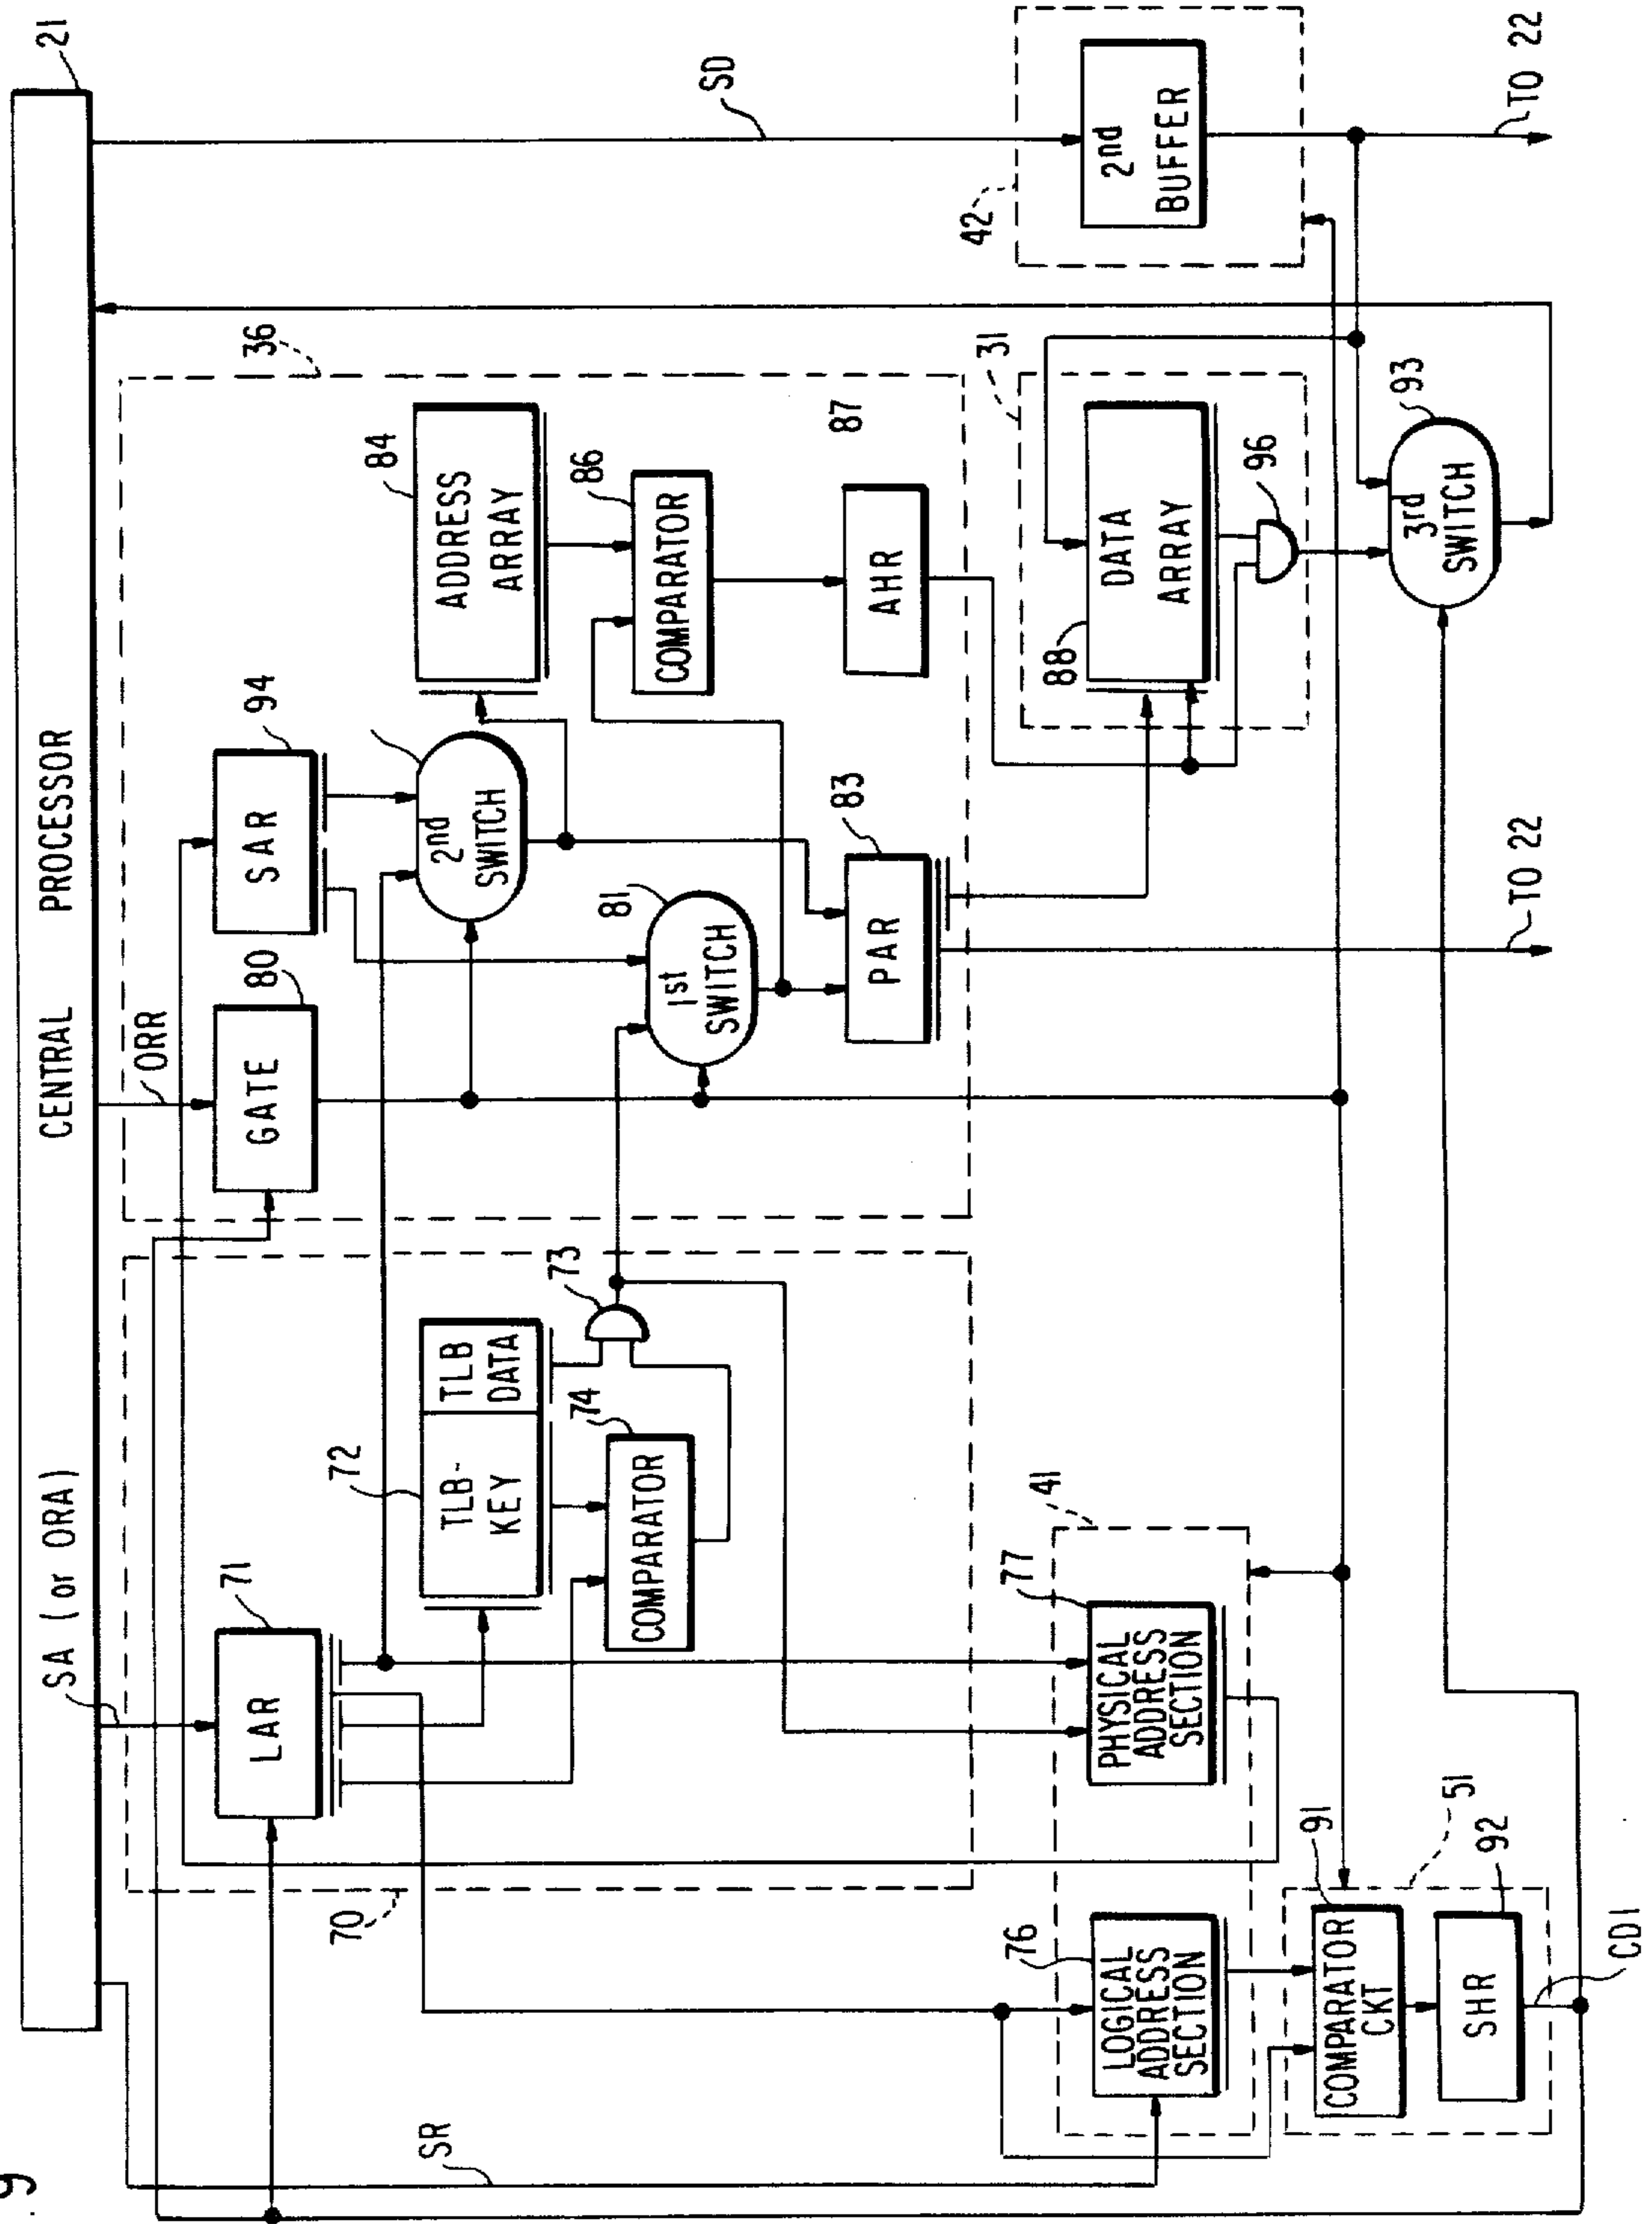 21
CENTRAL PROCESSOR
SA (or ORA)
ORR
SR
SD
36
94
SAR
80
GATE
71
LAR
84
ADDRESS
ARRAY
2nd
SWITCH
72
TLB-
KEY
TLB
DATA
73
74
COMPARATOR
81
1st
SWITCH
86
COMPARATOR
87
AHR
83
PAR
70
42
2nd
BUFFER
31
88
DATA
ARRAY
96
41
77
PHYSICAL
ADDRESS
SECTION
76
LOGICAL
ADDRESS
SECTION
93
3rd
SWITCH
91
COMPARATOR
CKT
51
92
SHR
TO 22
TO 22
CD1